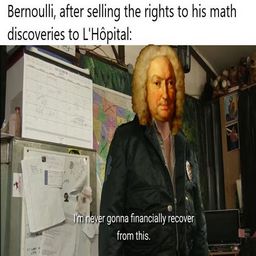 Bernoulli, after selling the rights to his math
discoveries to L'Hôpital:
I'm never gonna financially recover
from this.